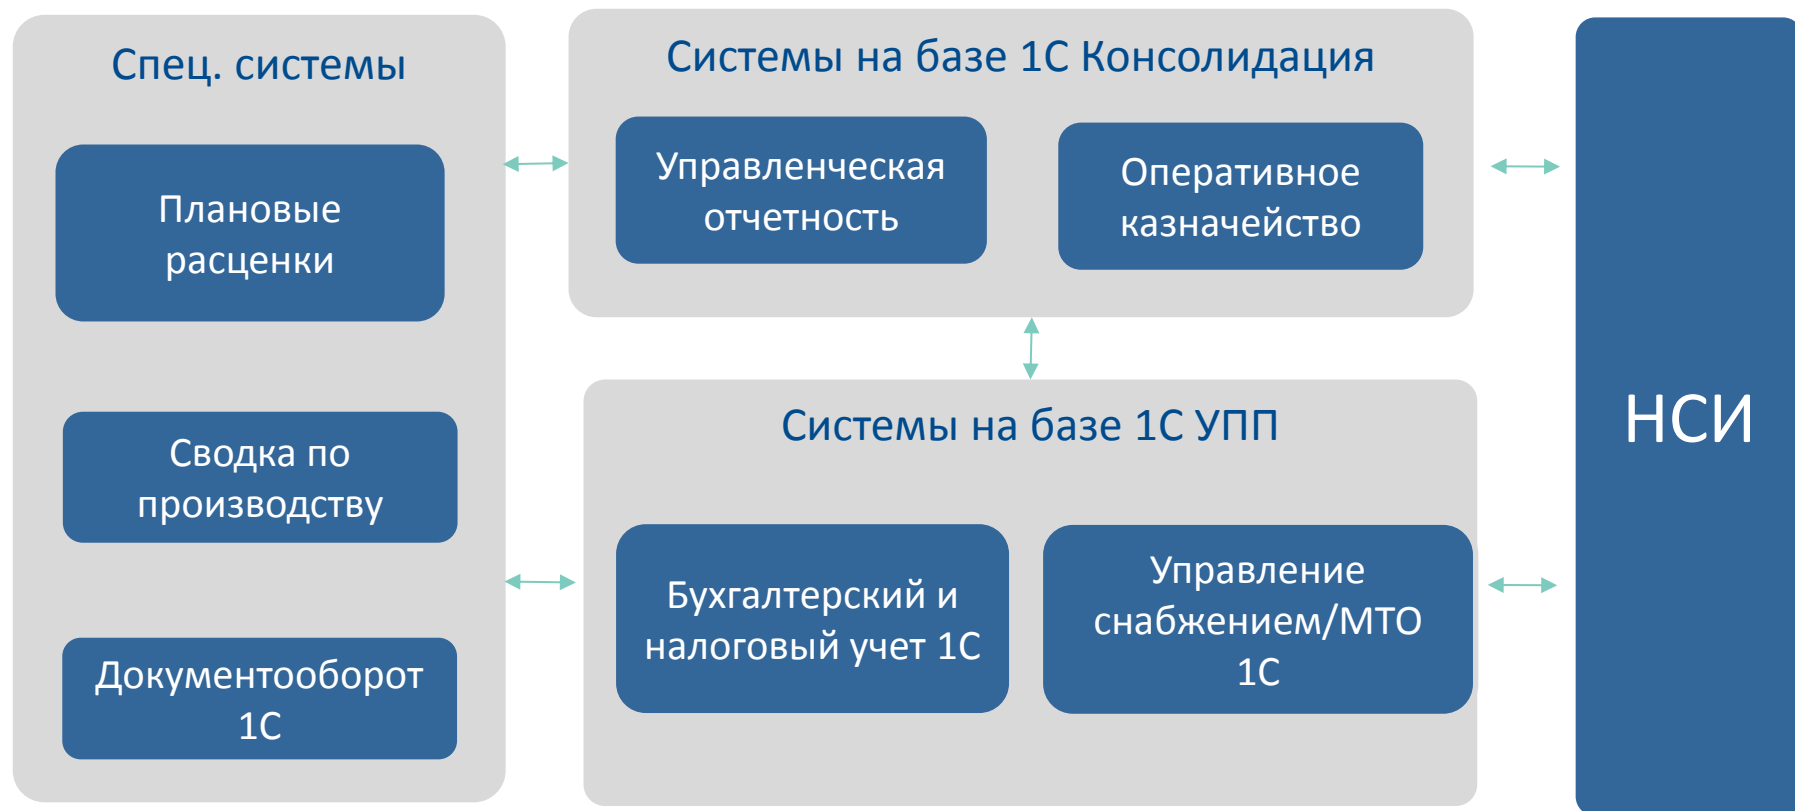 Спец. системы
Плановые
расценки
Сводка по
производству
Документооборот
1С
Системы на базе 1С Консолидация
Управленческая
отчетность
Оперативное
казначейство
Системы на базе 1С УПП
Бухгалтерский и
налоговый учет 1С
Управление
снабжением/МТО
1С
НСИ